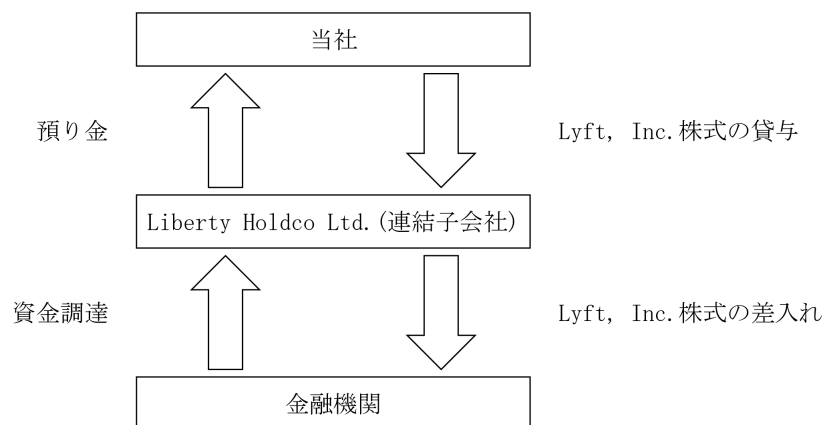 当社
預り金
Lyft, Inc.株式の貸与
Liberty Holdco Ltd.(連結子会社)
資金調達
Lyft, Inc.株式の差入れ
金融機関